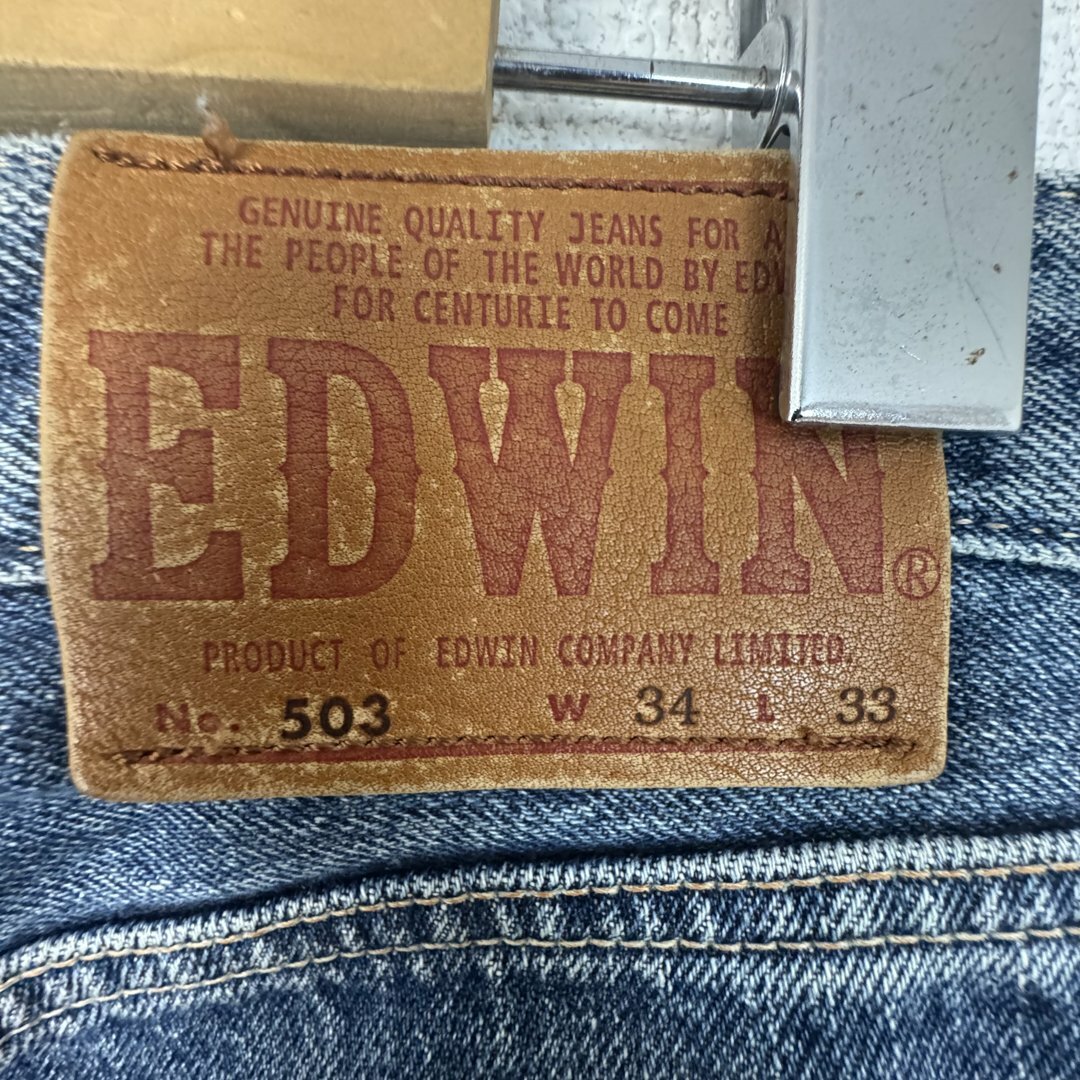 GENUINE QUALITY JEANS FOR
THE PEOPLE OF THE WORLD BY
FOR CENTURIE TO COME
EDWIN®
PRODUCT OF EDWIN COMPANY LIMITED.
No. 503 W 34 L 33